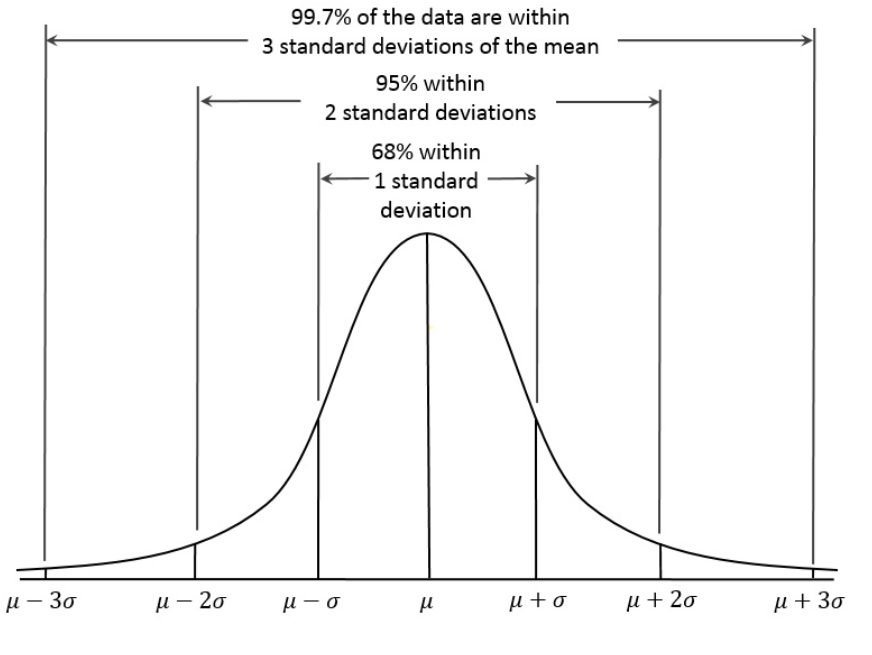 99.7% of the data are within
3 standard deviations of the mean
95% within
2 standard deviations
68% within
1 standard
deviation
μ − 3σ
μ − 2σ
μ − σ
μ
μ + σ
μ + 2σ
μ + 3σ